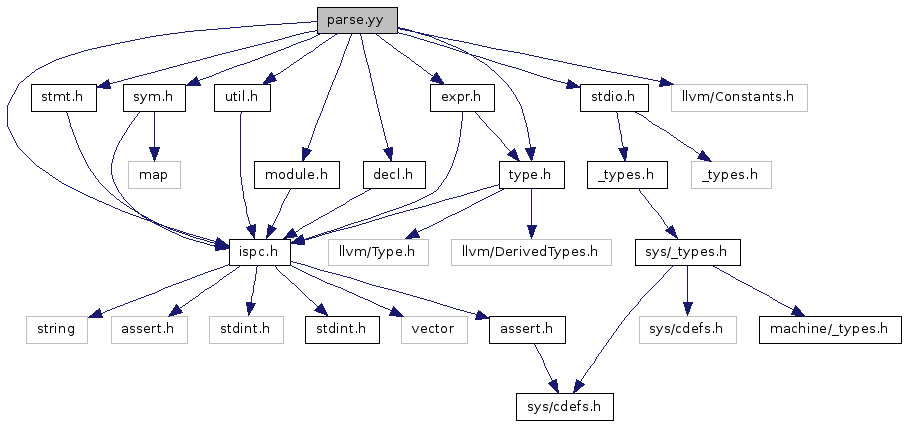 parse.yy
stmt.h
sym.h
util.h
expr.h
stdio.h
llvm/Constants.h
map
module.h
decl.h
type.h
_types.h
_types.h
ispc.h
llvm/Type.h
llvm/DerivedTypes.h
sys/_types.h
string
assert.h
stdint.h
stdint.h
vector
assert.h
sys/cdefs.h
machine/_types.h
sys/cdefs.h